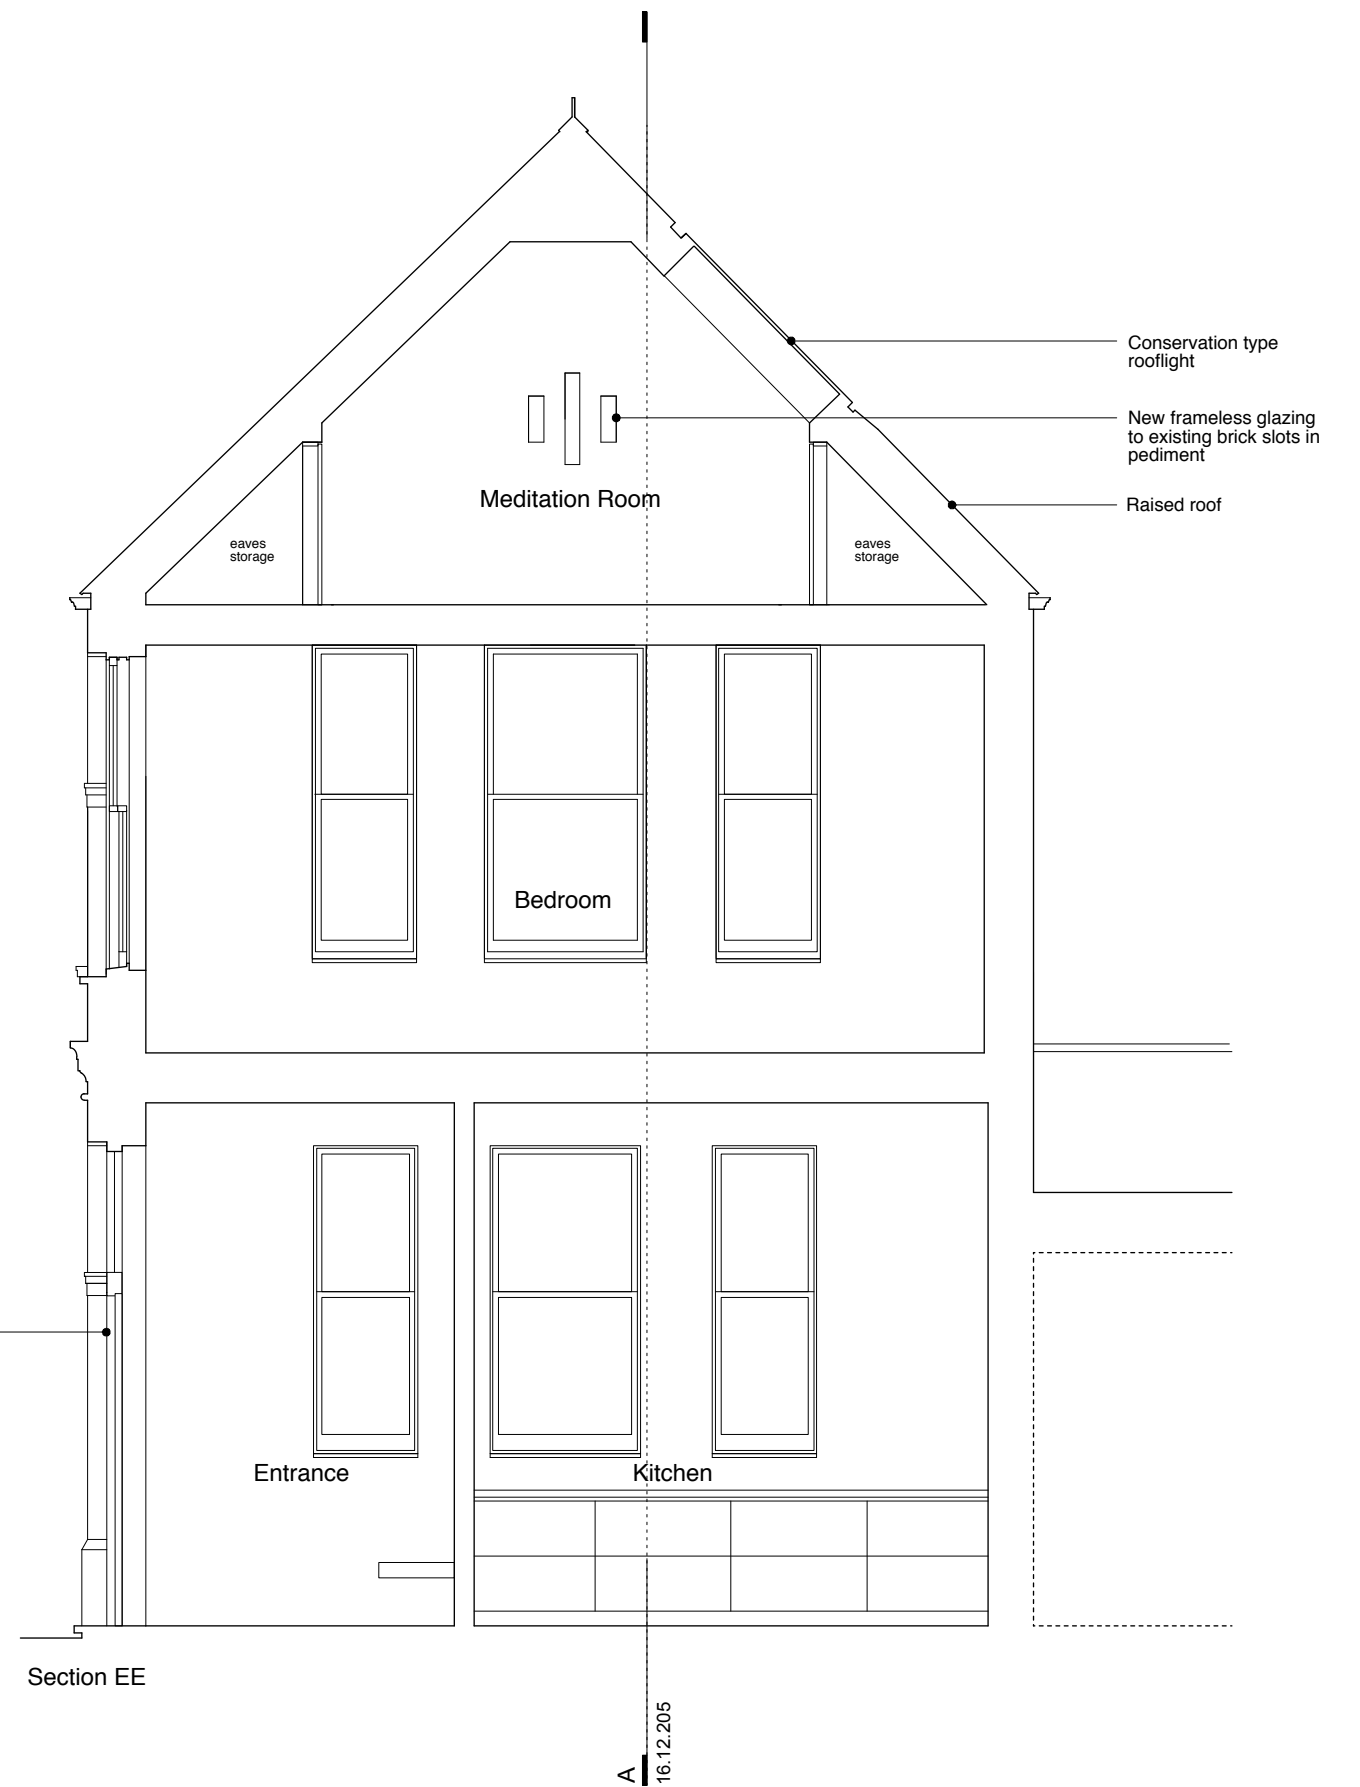 Conservation type
rooflight
New frameless glazing
to existing brick slots in
pediment
Meditation Room
Raised roof
eaves
storage
eaves
storage
Bedroom
Entrance
Kitchen
Section EE
A
16.12.205